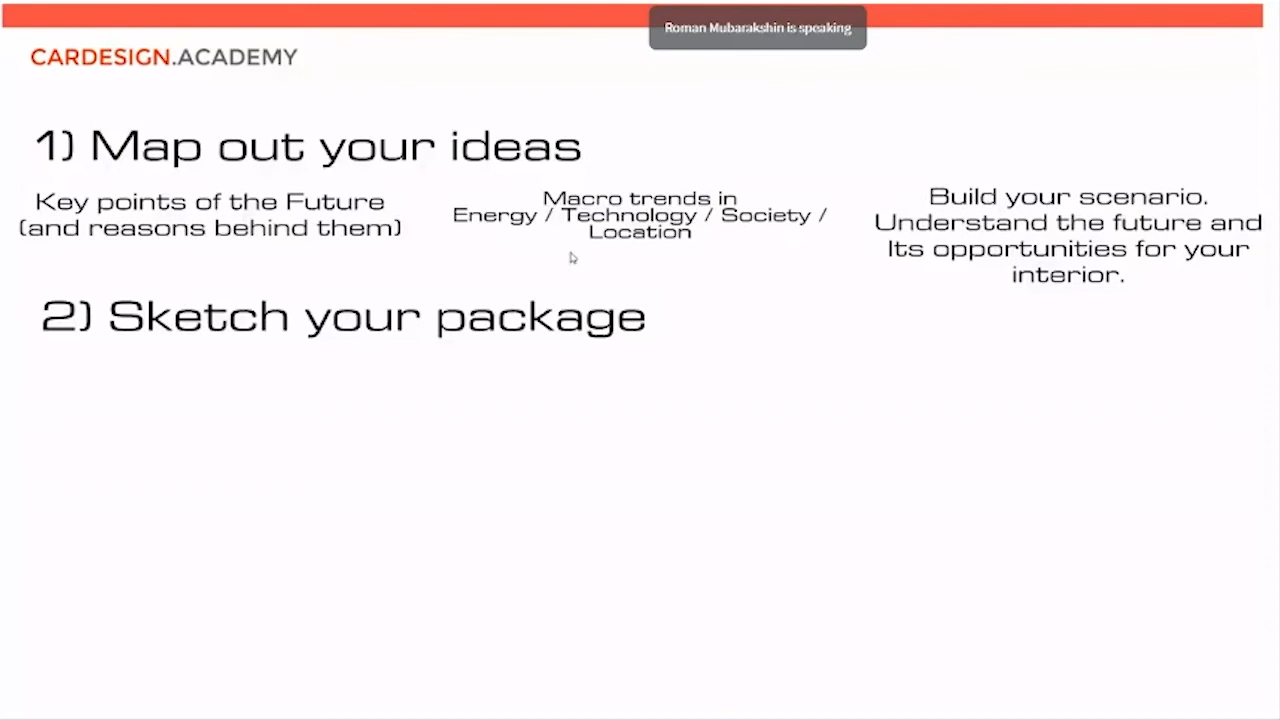 Roman Mubarakshin is speaking
CARDESIGN.ACADEMY
1) Map out your ideas
Key points of the Future
(and reasons behind them)
Macro trends in
Energy / Technology / Society /
Location
Build your scenario.
Understand the future and
Its opportunities for your
interior.
2) Sketch your package